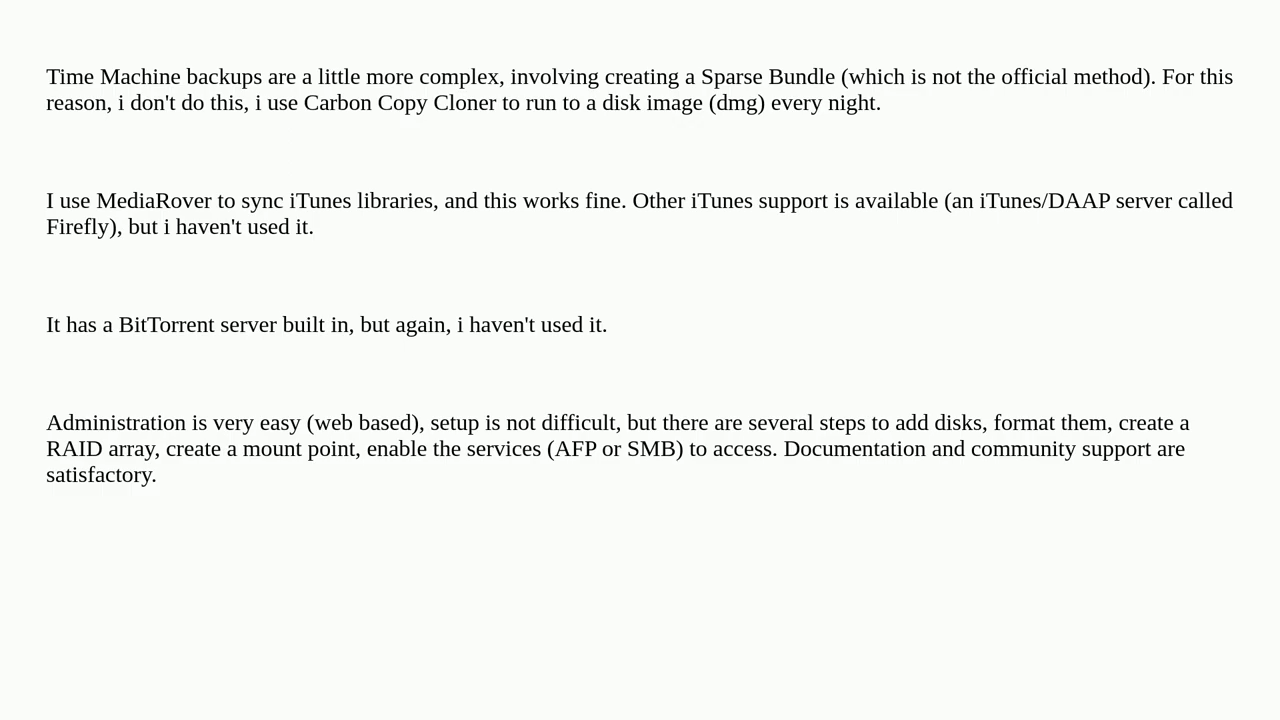 Time Machine backups are a little more complex, involving creating a Sparse Bundle (which is not the official method). For this
reason, i don't do this, i use Carbon Copy Cloner to run to a disk image (dmg) every night.
I use MediaRover to sync iTunes libraries, and this works fine. Other iTunes support is available (an iTunes/DAAP server called
Firefly), but i haven't used it.
It has a BitTorrent server built in, but again, i haven't used it.
Administration is very easy (web based), setup is not difficult, but there are several steps to add disks, format them, create a
RAID array, create a mount point, enable the services (AFP or SMB) to access. Documentation and community support are
satisfactory.